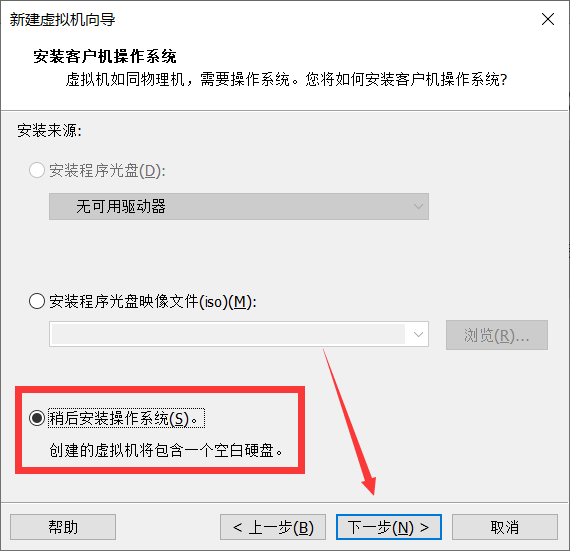 新建虚拟机向导
安装客户机操作系统
虚拟机如同物理机，需要操作系统。您将如何安装客户机操作系统?
安装来源:
安装程序光盘(D):
无可用驱动器
安装程序光盘映像文件(iso)(M):
浏览(R)...
稍后安装操作系统(S)。
创建的虚拟机将包含一个空白硬盘。
帮助
< 上一步(B)
下一步(N) >
取消